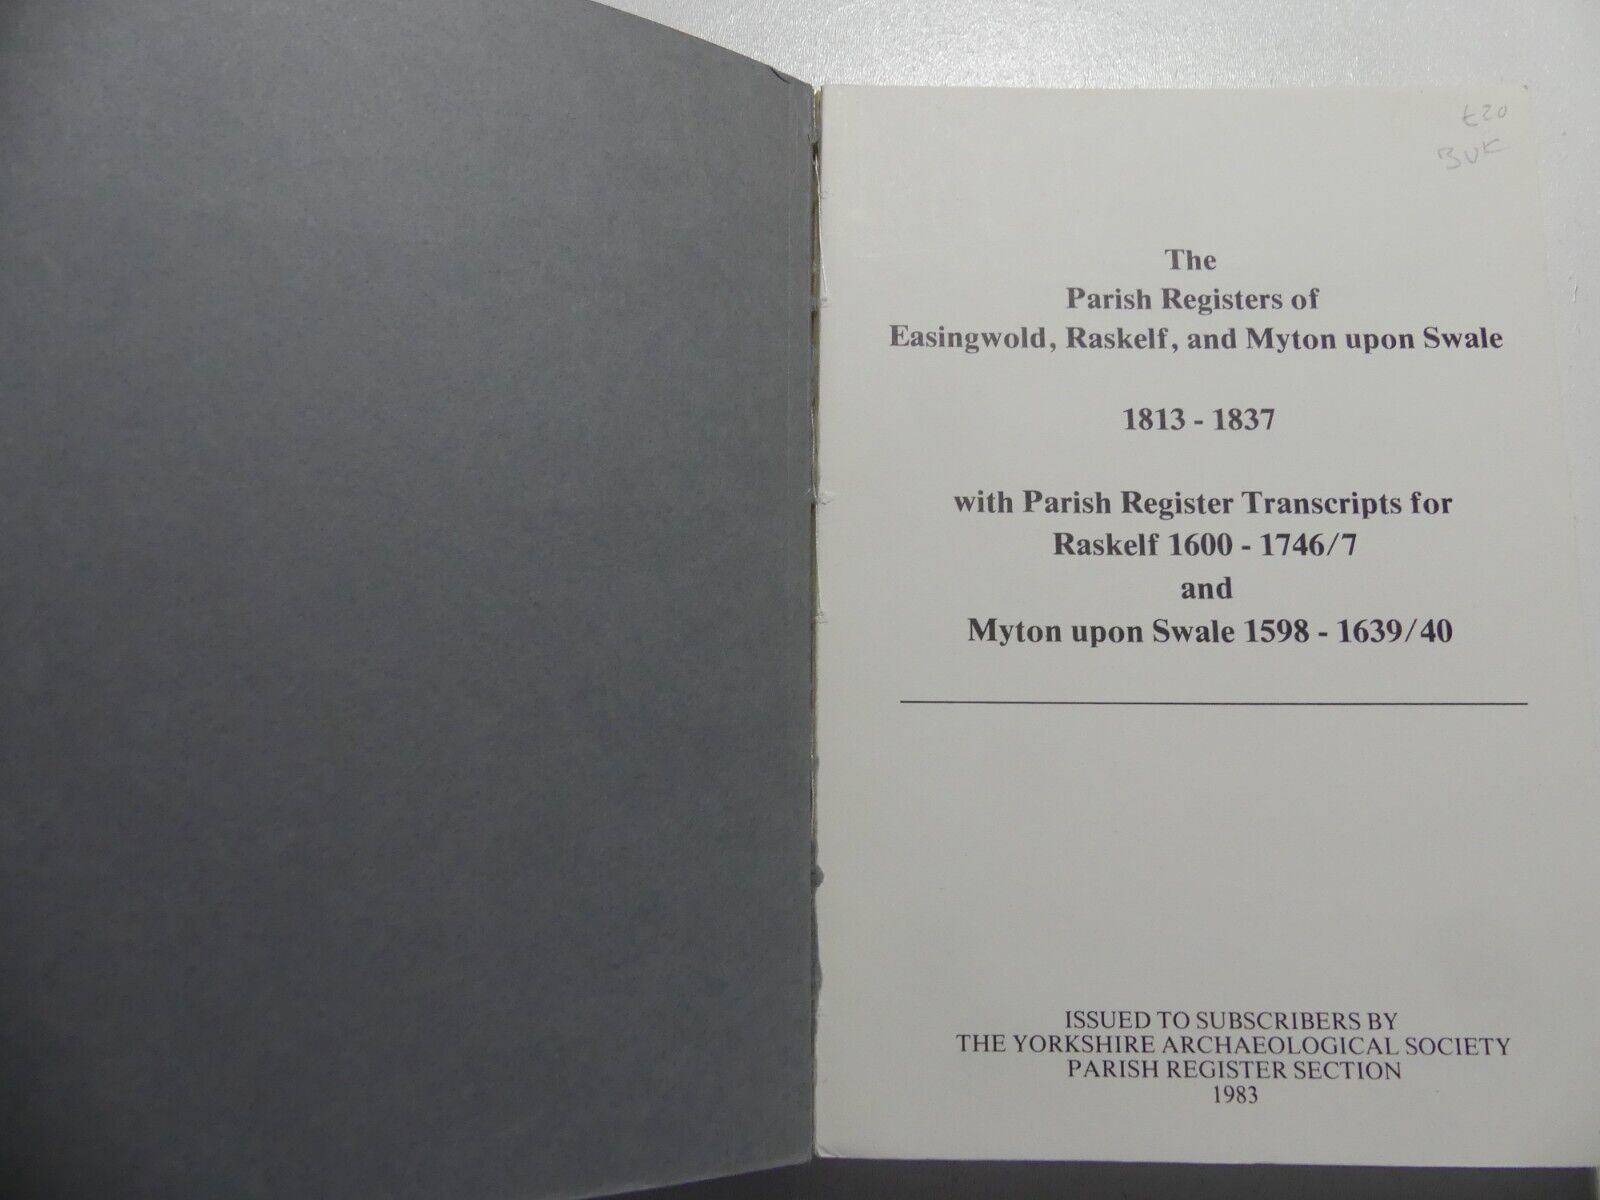 £20
BUK
The
Parish Registers of
Easingwold, Raskelf, and Myton upon Swale
1813 - 1837
with Parish Register Transcripts for
Raskelf 1600 - 1746/7
and
Myton upon Swale 1598 - 1639/40
ISSUED TO SUBSCRIBERS BY
THE YORKSHIRE ARCHAEOLOGICAL SOCIETY
PARISH REGISTER SECTION
1983